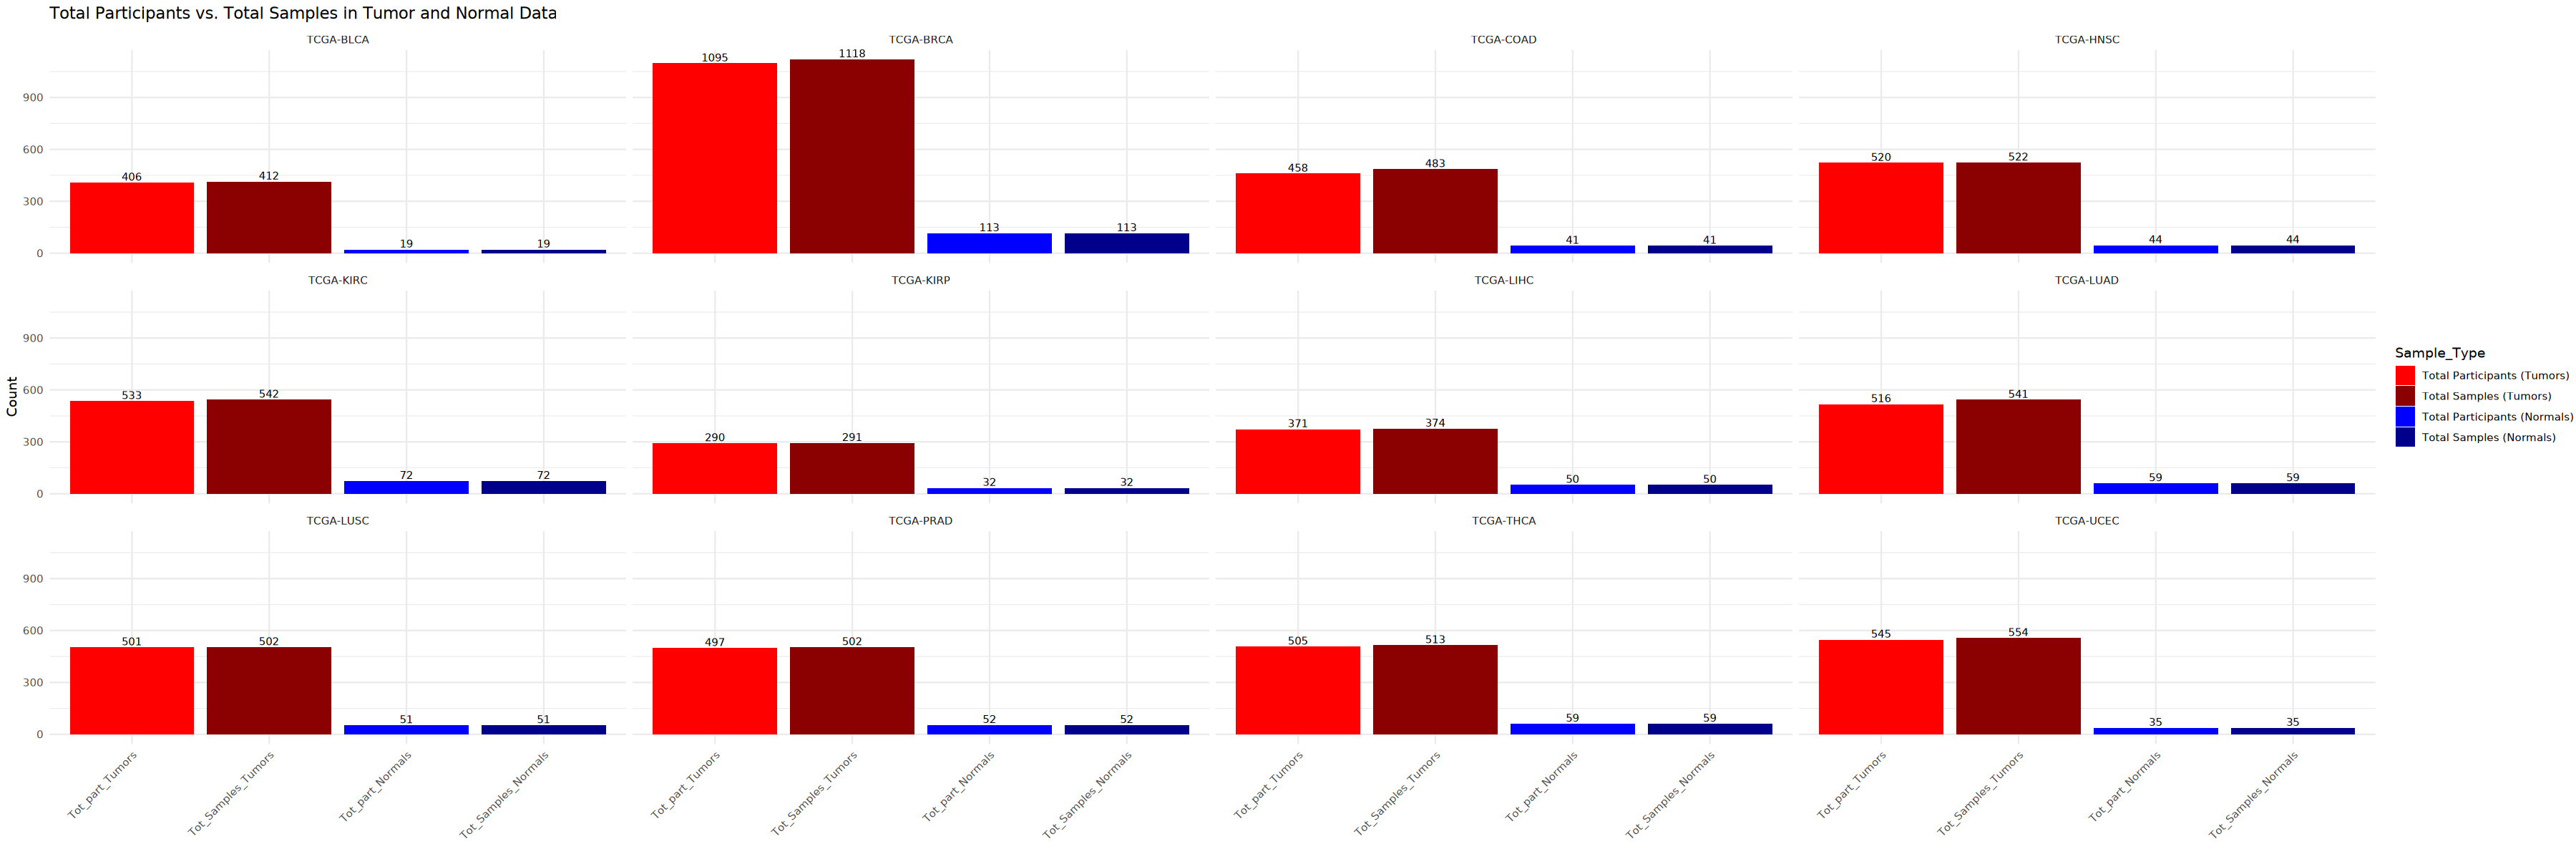 Total Participants vs. Total Samples in Tumor and Normal Data
TCGA-BLCA
TCGA-BRCA
TCGA-COAD
TCGA-HNSC
900
600
300
0
406
412
19
19
1095
1118
113
113
458
483
41
41
520
522
44
44
TCGA-KIRC
TCGA-KIRP
TCGA-LIHC
TCGA-LUAD
Count
900
600
300
0
533
542
72
72
290
291
32
32
371
374
50
50
516
541
59
59
TCGA-LUSC
TCGA-PRAD
TCGA-THCA
TCGA-UCEC
900
600
300
0
501
502
51
51
497
502
52
52
505
513
59
59
545
554
35
35
Tot_part_Tumors
Tot_Samples_Tumors
Tot_part_Normals
Tot_Samples_Normals
Tot_part_Tumors
Tot_Samples_Tumors
Tot_part_Normals
Tot_Samples_Normals
Tot_part_Tumors
Tot_Samples_Tumors
Tot_part_Normals
Tot_Samples_Normals
Tot_part_Tumors
Tot_Samples_Tumors
Tot_part_Normals
Tot_Samples_Normals
Sample_Type
Total Participants (Tumors)
Total Samples (Tumors)
Total Participants (Normals)
Total Samples (Normals)